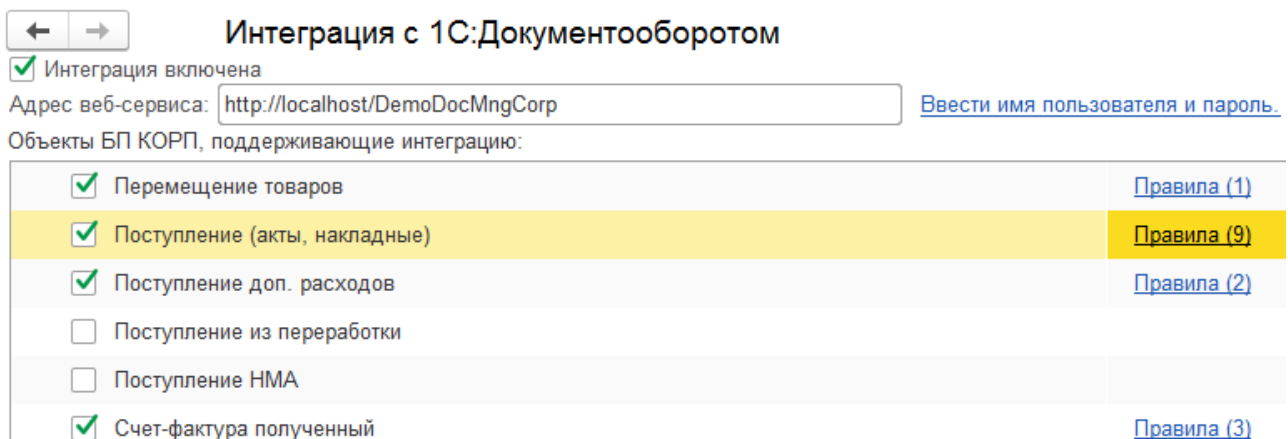 Интеграция с 1С:Документооборотом
Интеграция включена
Адрес веб-сервиса: http://localhost/DemoDocMngCorp Ввести имя пользователя и пароль.
Объекты БП КОРП, поддерживающие интеграцию:
Перемещение товаров Правила (1)
Поступление (акты, накладные) Правила (9)
Поступление доп. расходов Правила (2)
Поступление из переработки
Поступление НМА
Счет-фактура полученный Правила (3)